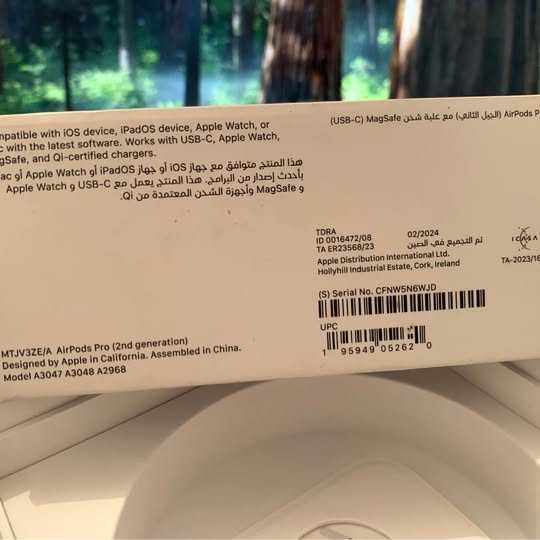 mpatible with iOS device, iPadOS device, Apple Watch, or
c with the latest software. Works with USB-C, Apple Watch,
gSafe, and Qi-certified chargers.
هذا المنتج متوافق مع جهاز iOS أو جهاز iPadOS أو Apple Watch أو ac
بأحدث إصدار من البرامج. هذا المنتج يعمل مع USB-C و Apple Watch
و MagSafe وأجهزة الشحن المعتمدة من Qi.
MTJV3ZE/A AirPods Pro (2nd generation)
Designed by Apple in California. Assembled in China.
Model A3047 A3048 A2968
AirPods P (الجيل الثاني) مع علبة شحن MagSafe (USB-C)
TDRA
ID 0016472/08
TA ER23568/23
02/2024
تم التجميع في الصين
Apple Distribution International Ltd.
Hollyhill Industrial Estate, Cork, Ireland
ICASA
TA-2023/16
(S) Serial No. CFNW5N6WJD
UPC
1 95949 05262 0